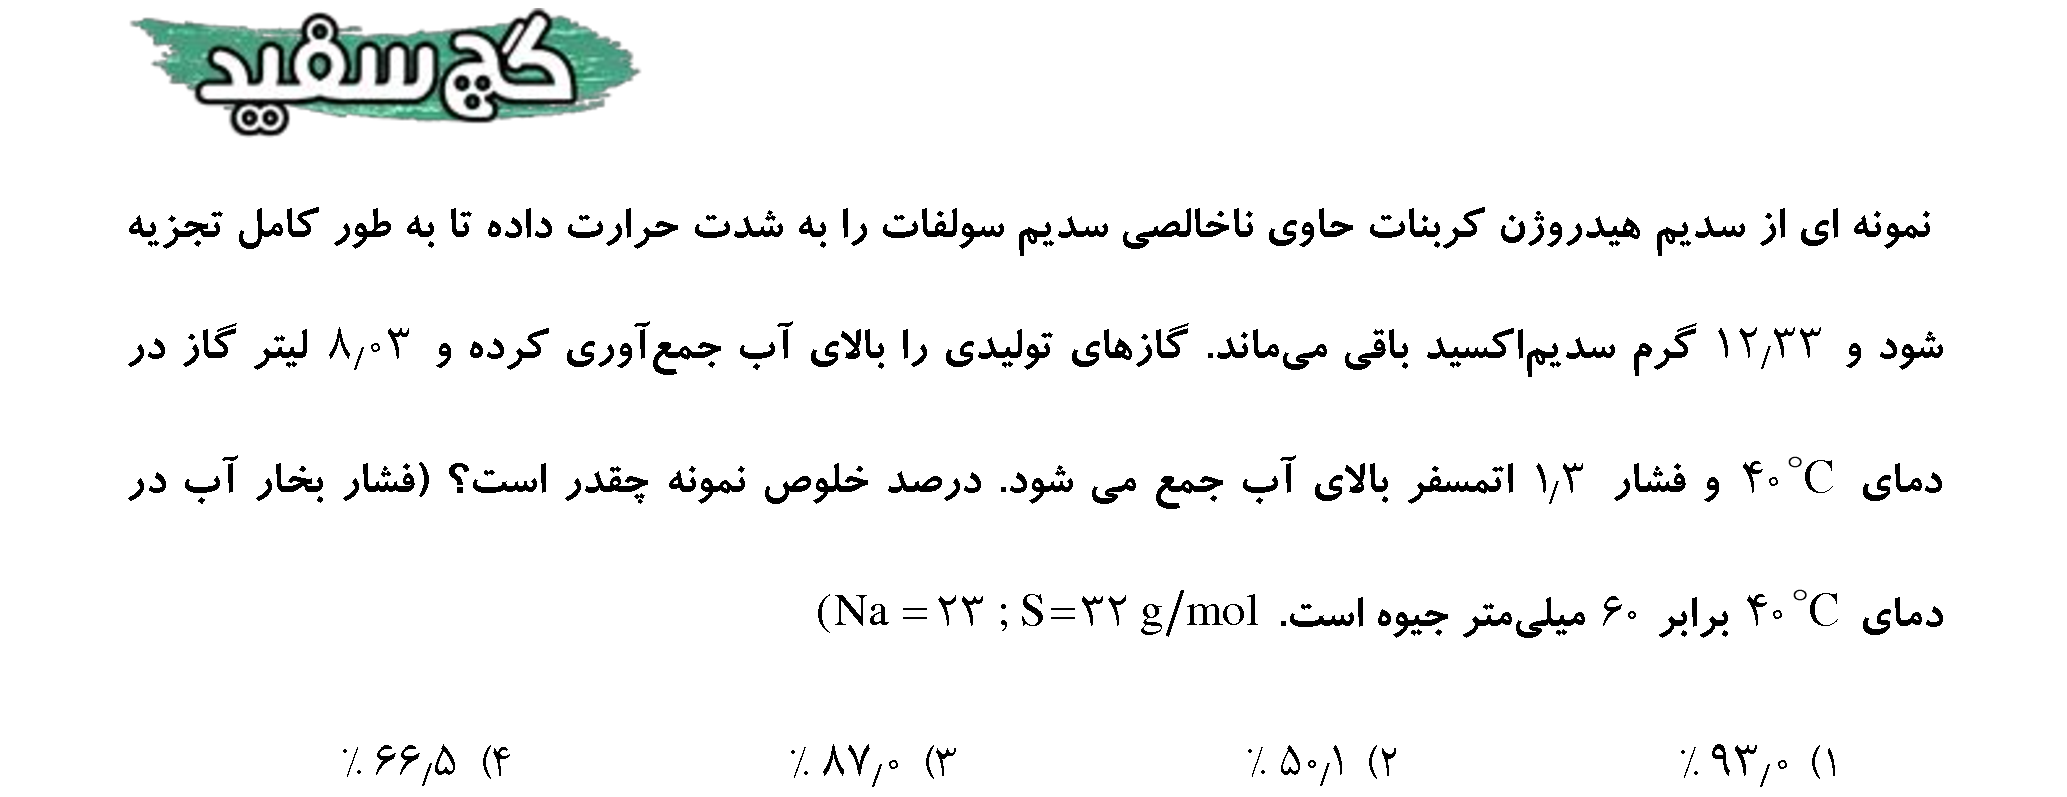 گچ سفید
نمونه ای از سدیم هیدروژن کربنات حاوی ناخالصی سدیم سولفات را به شدت حرارت داده تا به طور کامل تجزیه
شود و ۱۲٫۳۳ گرم سدیم‌اکسید باقی می‌ماند. گازهای تولیدی را بالای آب جمع‌آوری کرده و ۸٫۰۳ لیتر گاز در
دمای ۴۰°C و فشار ۱٫۳ اتمسفر بالای آب جمع می شود. درصد خلوص نمونه چقدر است؟ (فشار بخار آب در
دمای ۴۰°C برابر ۶۰ میلی‌متر جیوه است. Na = ۲۳ ; S=۳۲ g/mol)
۱) ۹۳٫۰ ٪ ۲) ۵۰٫۱ ٪ ۳) ۸۷٫۰ ٪ ۴) ۶۶٫۵ ٪